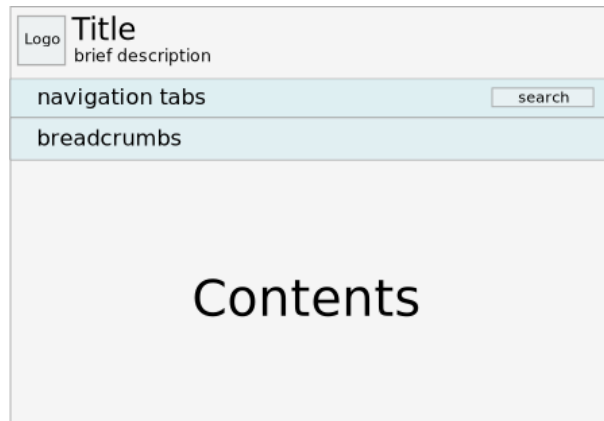 Logo
Title
brief description
navigation tabs
search
breadcrumbs
Contents